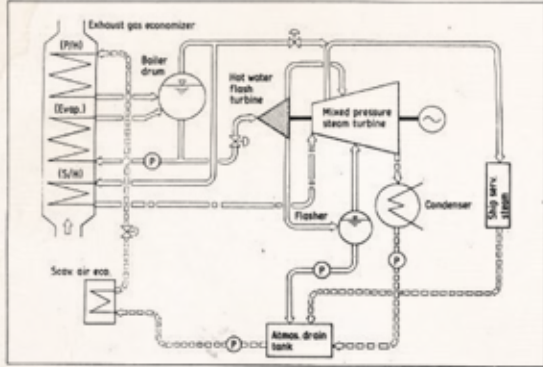 Exhaust gas economizer
(P/H)
Boiler
drum
Hot water
flash
turbine
Mixed pressure
steam turbine
(Evap.)
P
(S/H)
Flasher
Condenser
Ship serv.
steam
P
P
Scav. air eco.
P
Atmos. drain
tank